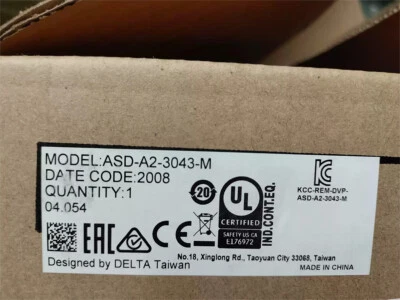 MODEL:ASD-A2-3043-M
DATE CODE:2008
QUANTITY:1
04.054
20
UL
CERTIFIED
SAFETY US CA
E176972
IND.CONT.EQ.
KCC-REM-DVP-
ASD-A2-3043-M
EAC
CE
No.18, Xinglong Rd., Taoyuan City 33068, Taiwan
Designed by DELTA Taiwan
MADE IN CHINA